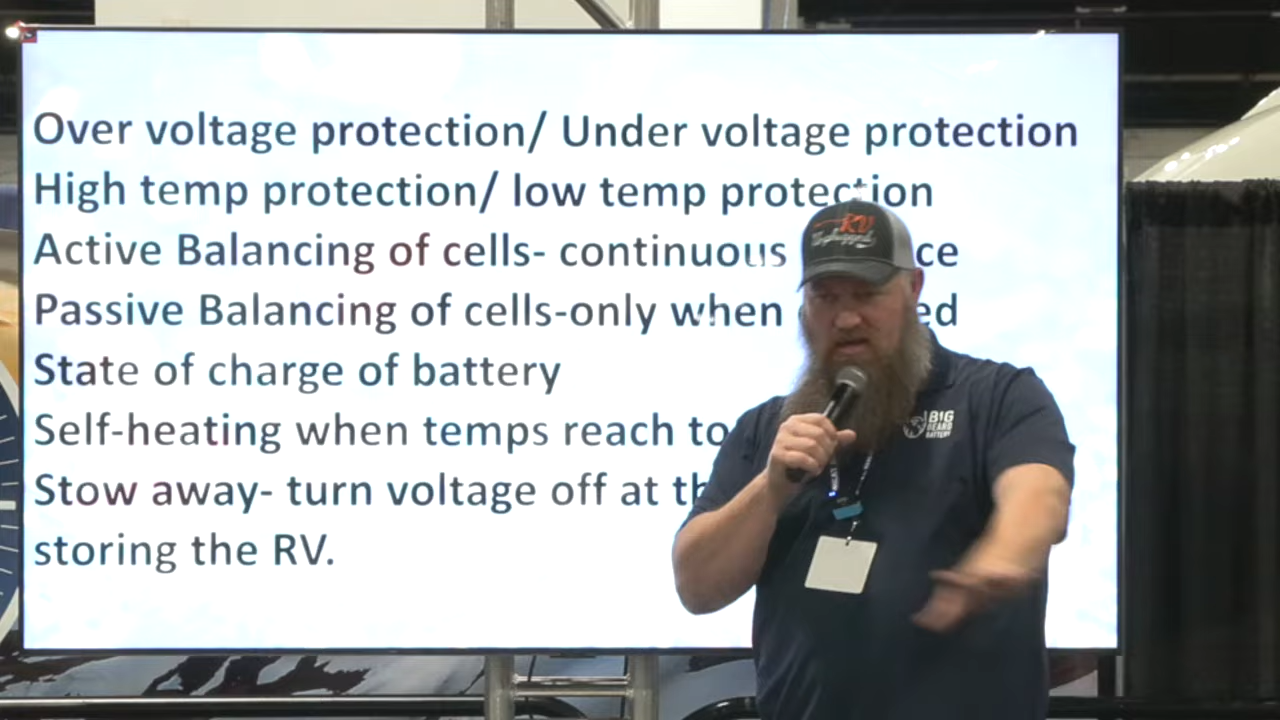 Over voltage protection/ Under voltage protection
High temp protection/ low temp protection
Active Balancing of cells- continuous
Passive Balancing of cells-only when
State of charge of battery
Self-heating when temps reach to
Stow away- turn voltage off at
storing the RV.
RV
BIG
BEARD
BATTERY